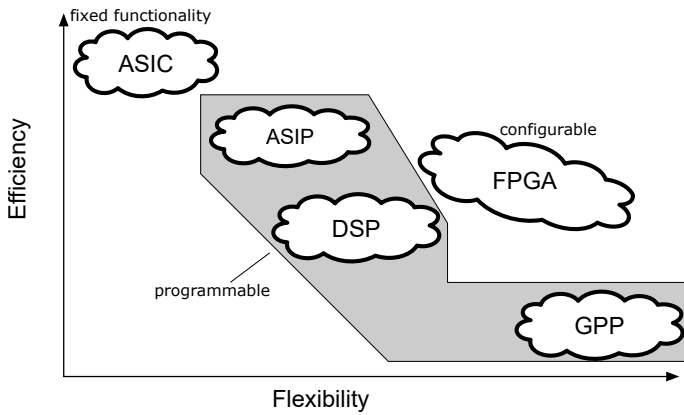 fixed functionality
ASIC
ASIP
configurable
FPGA
DSP
programmable
GPP
Efficiency
Flexibility